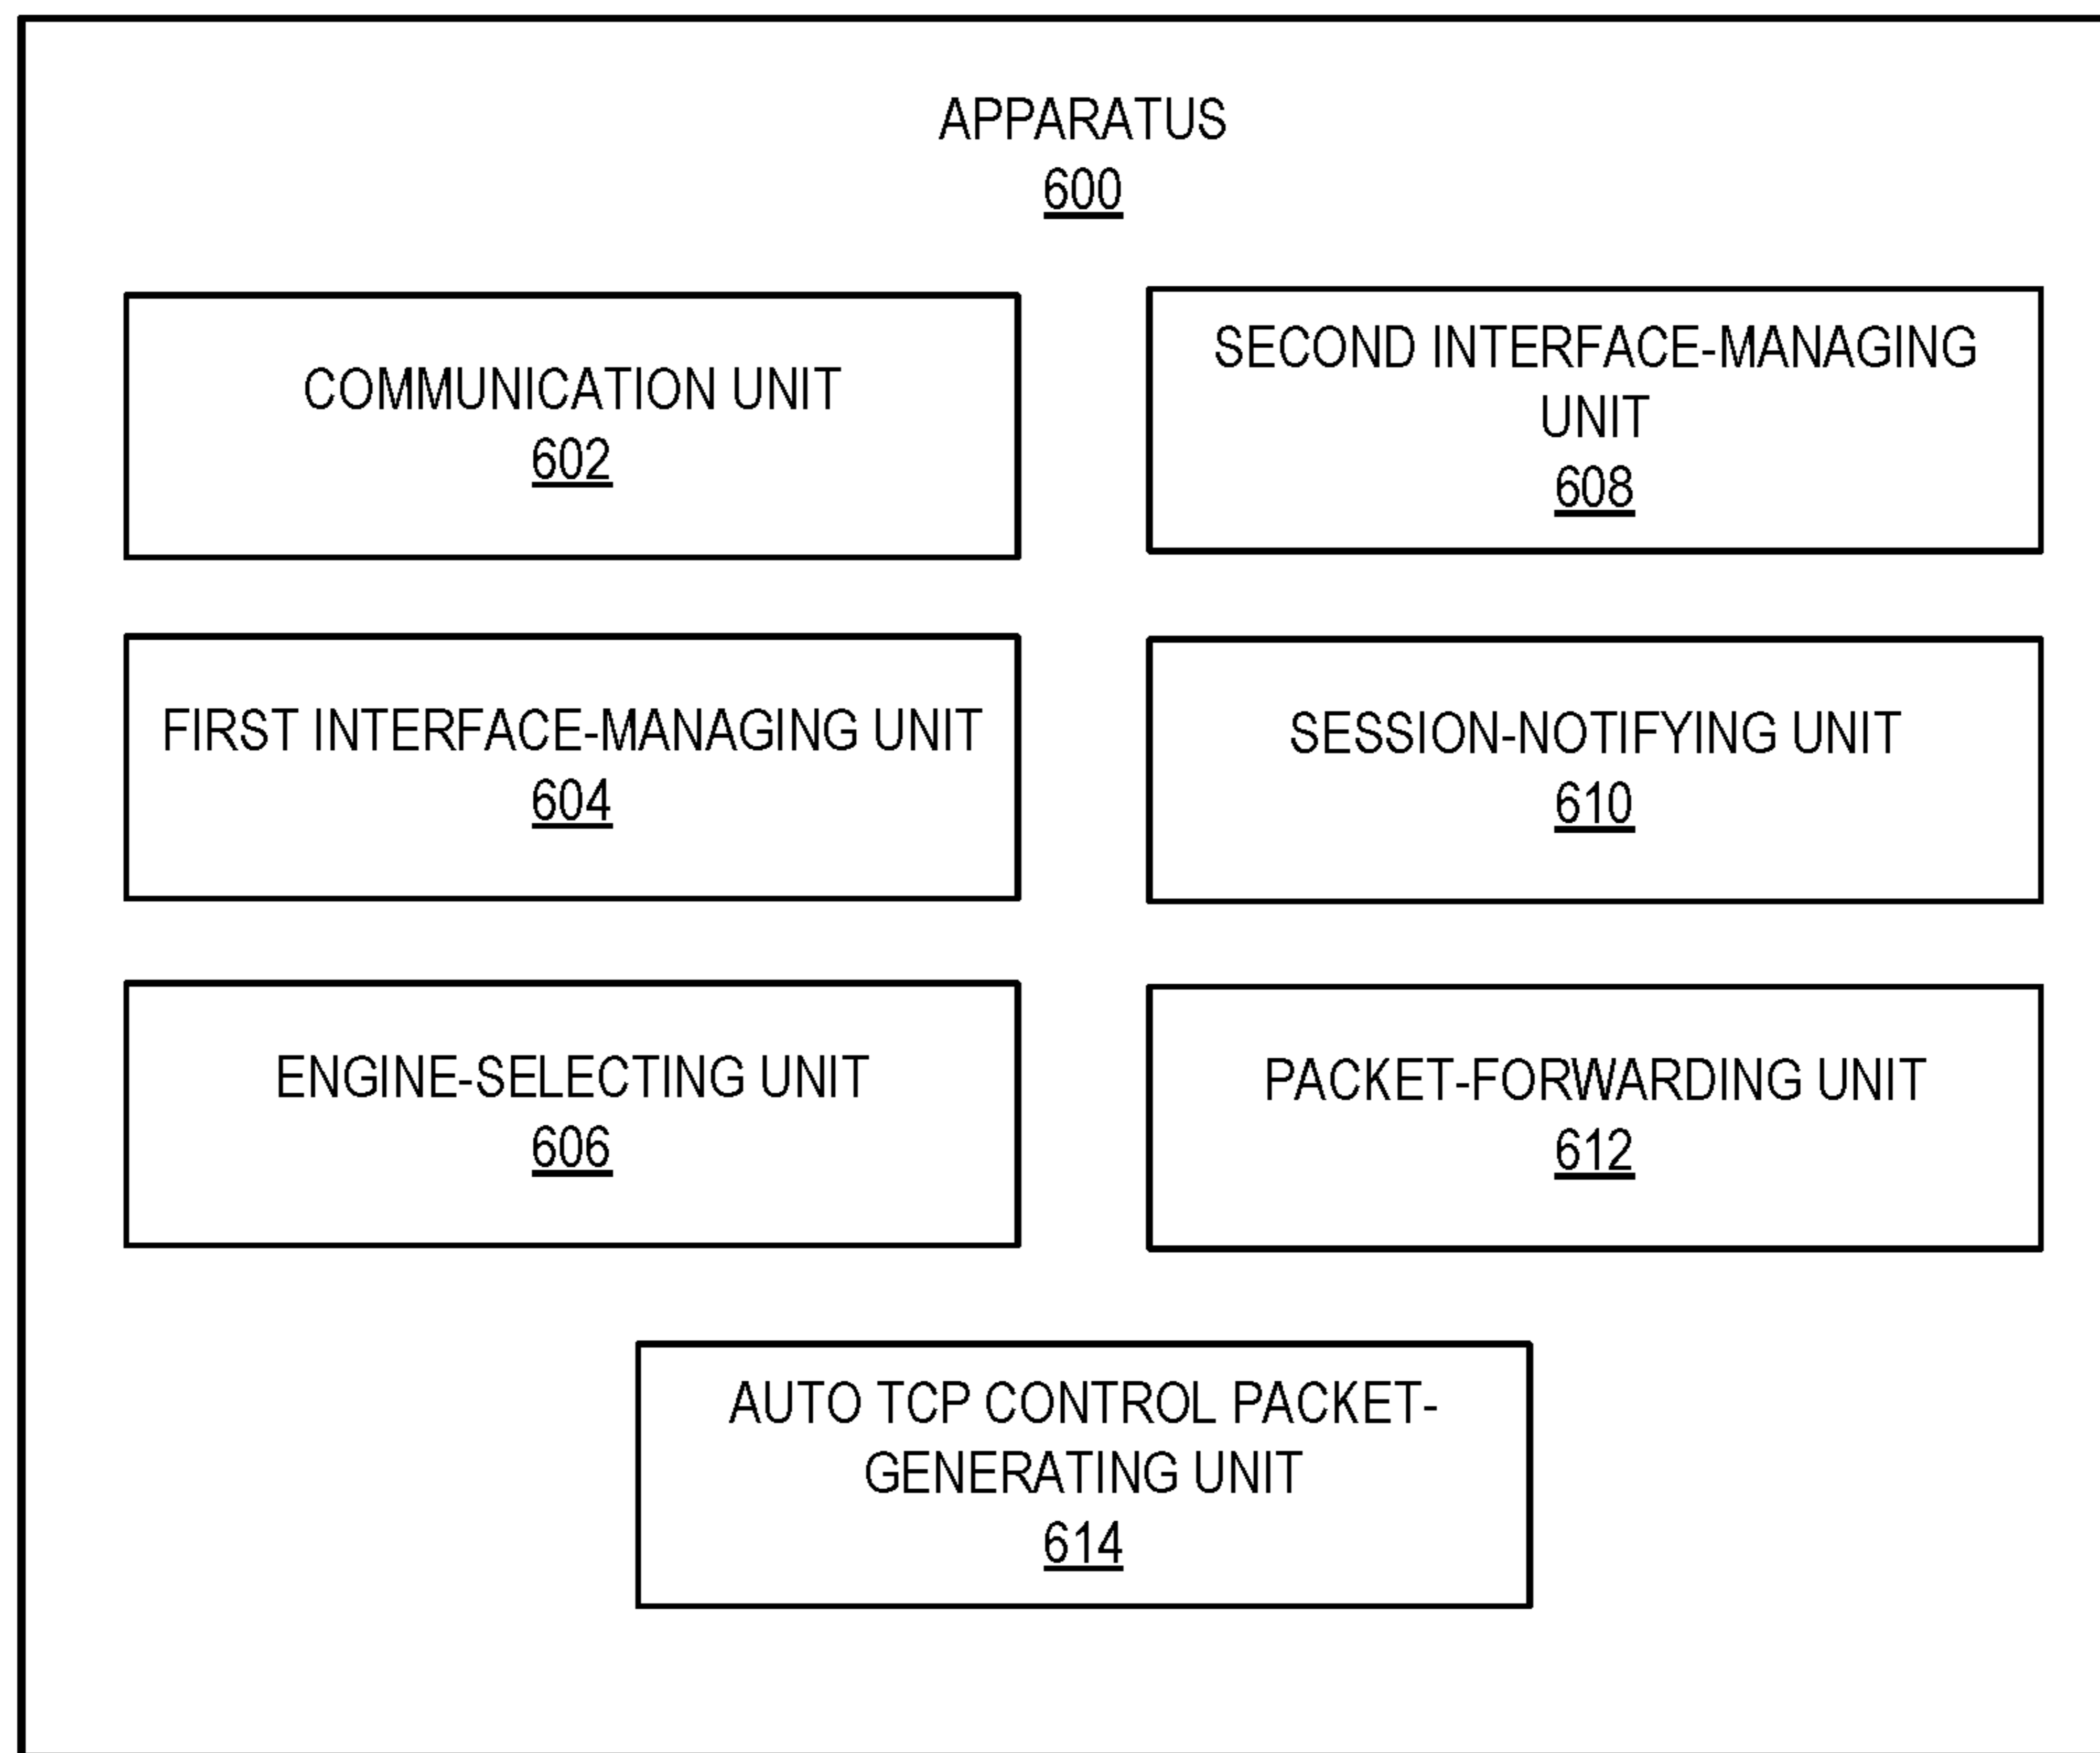 APPARATUS
600
COMMUNICATION UNIT
602
SECOND INTERFACE-MANAGING
UNIT
608
FIRST INTERFACE-MANAGING UNIT
604
SESSION-NOTIFYING UNIT
610
ENGINE-SELECTING UNIT
606
PACKET-FORWARDING UNIT
612
AUTO TCP CONTROL PACKET-
GENERATING UNIT
614